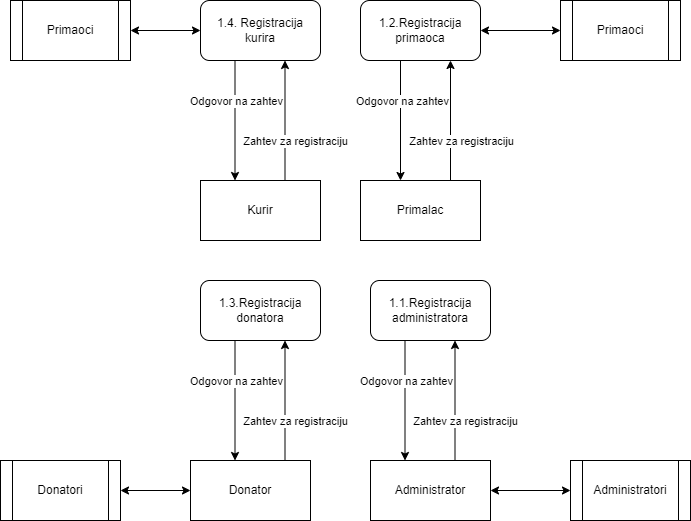 Primaoci
1.4. Registracija
kurira
1.2.Registracija
primaoca
Primaoci
Odgovor na zahtev
Odgovor na zahtev
Zahtev za registraciju
Zahtev za registraciju
Kurir
Primalac
1.3.Registracija
donatora
1.1.Registracija
administratora
Odgovor na zahtev
Odgovor na zahtev
Zahtev za registraciju
Zahtev za registraciju
Donatori
Donator
Administrator
Administratori